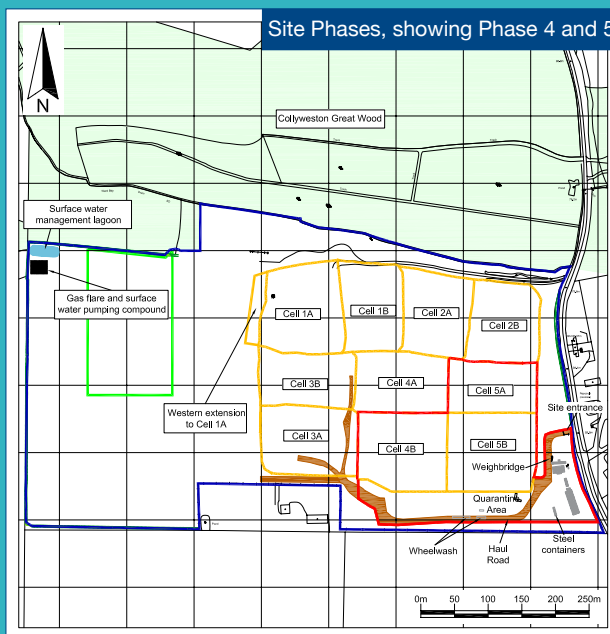 Site Phases, showing Phase 4 and 5
N
Collyweston Great Wood
Surface water
management lagoon
Gas flare and surface
water pumping compound
Cell 1A
Cell 1B
Cell 2A
Cell 2B
Cell 3B
Cell 4A
Cell 5A
Western extension
to Cell 1A
Site entrance
Cell 3A
Cell 4B
Cell 5B
Weighbridge
Quarantine
Area
Wheelwash
Haul
Road
Steel
containers
0m 50 100 150 200 250m